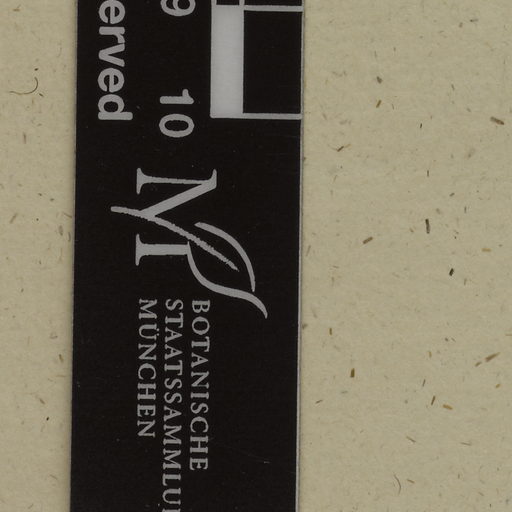 erved
9 10
BOTANISCHE
STAATSSAMMLU
MÜNCHEN